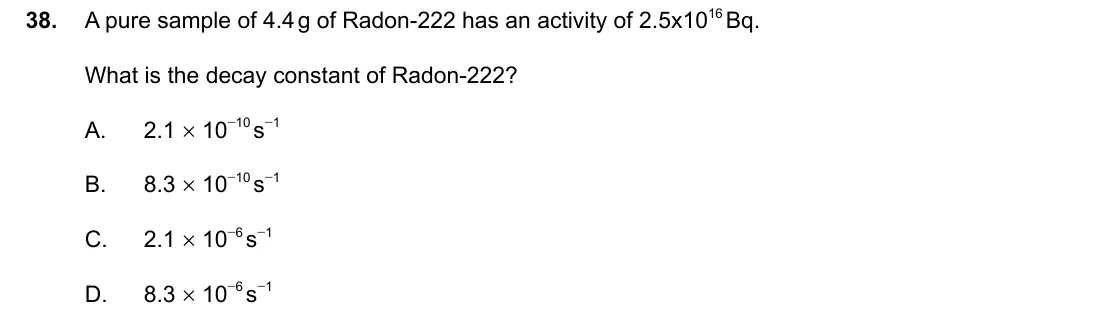 38. A pure sample of 4.4 g of Radon-222 has an activity of 2.5x10¹⁶ Bq.
What is the decay constant of Radon-222?
A. 2.1 × 10⁻¹⁰ s⁻¹
B. 8.3 × 10⁻¹⁰ s⁻¹
C. 2.1 × 10⁻⁶ s⁻¹
D. 8.3 × 10⁻⁶ s⁻¹